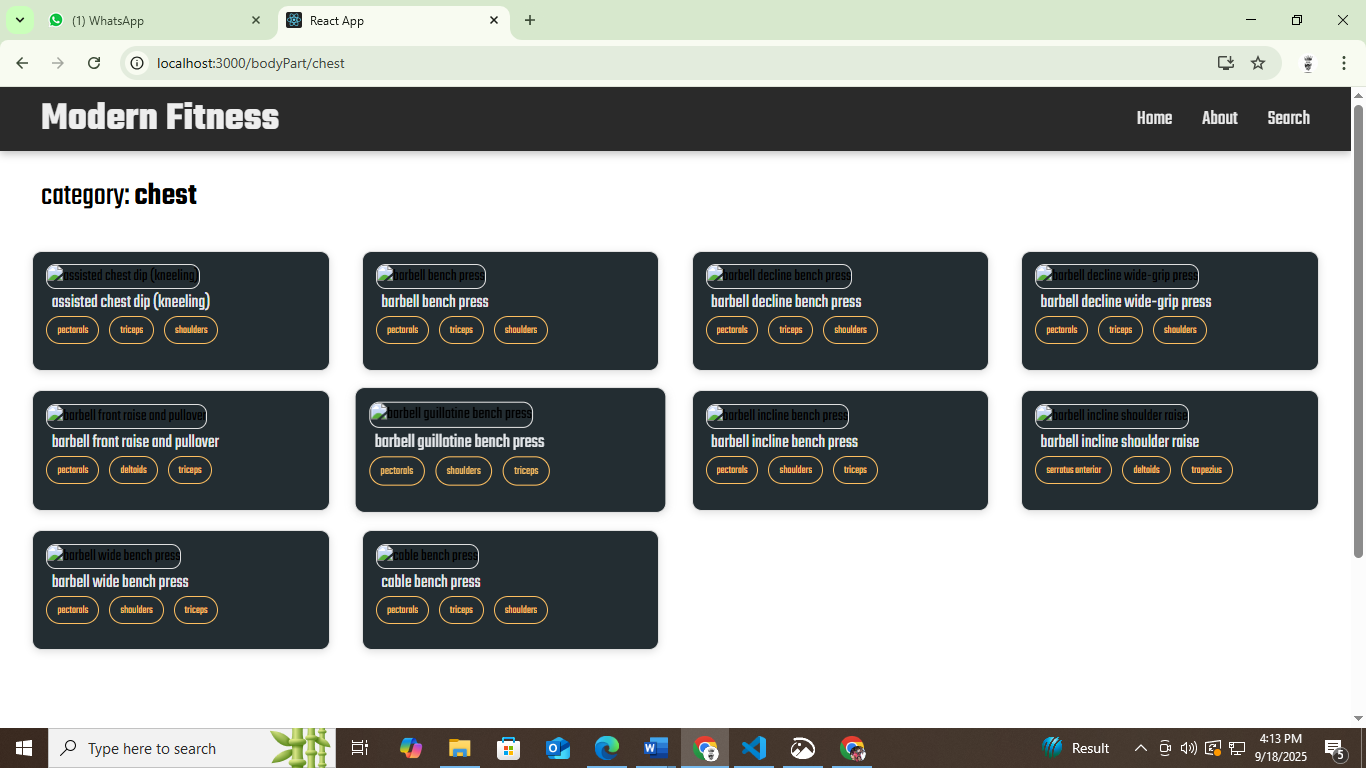 (1) WhatsApp
React App
localhost:3000/bodyPart/chest
Modern Fitness
Home About Search
category: chest
assisted chest dip (kneeling)
assisted chest dip (kneeling)
pectorals triceps shoulders
barbell bench press
barbell bench press
pectorals triceps shoulders
barbell decline bench press
barbell decline bench press
pectorals triceps shoulders
barbell decline wide-grip press
barbell decline wide-grip press
pectorals triceps shoulders
barbell front raise and pullover
barbell front raise and pullover
pectorals deltoids triceps
barbell guillotine bench press
barbell guillotine bench press
pectorals shoulders triceps
barbell incline bench press
barbell incline bench press
pectorals shoulders triceps
barbell incline shoulder raise
barbell incline shoulder raise
serratus anterior deltoids trapezius
barbell wide bench press
barbell wide bench press
pectorals shoulders triceps
cable bench press
cable bench press
pectorals triceps shoulders
Type here to search
Result
4:13 PM
9/18/2025
5